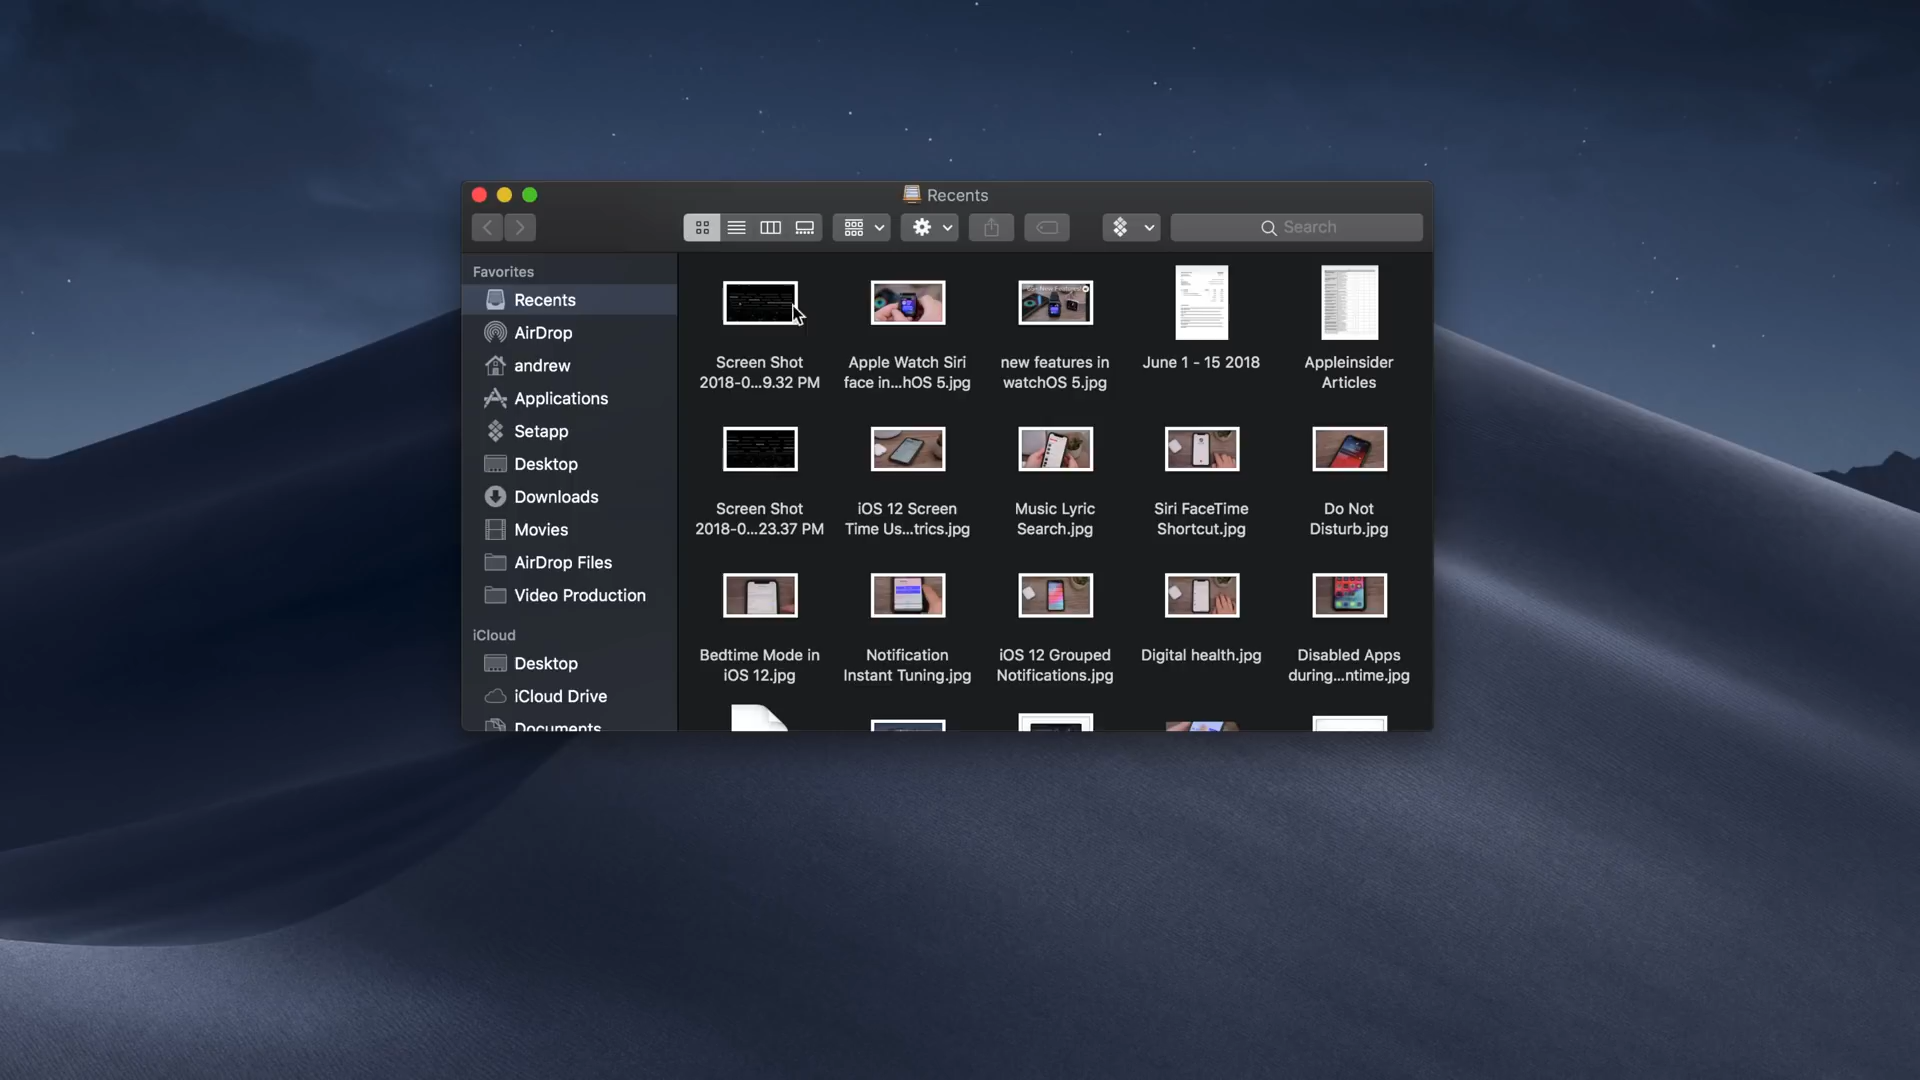 Recents
Search
Favorites
Recents
AirDrop
andrew
Applications
Setapp
Desktop
Downloads
Movies
AirDrop Files
Video Production
iCloud
Desktop
iCloud Drive
Documents
Screen Shot
2018-0...9.32 PM
Apple Watch Siri
face in...hOS 5.jpg
new features in
watchOS 5.jpg
June 1 - 15 2018
Appleinsider
Articles
Screen Shot
2018-0...23.37 PM
iOS 12 Screen
Time Us...trics.jpg
Music Lyric
Search.jpg
Siri FaceTime
Shortcut.jpg
Do Not
Disturb.jpg
Bedtime Mode in
iOS 12.jpg
Notification
Instant Tuning.jpg
iOS 12 Grouped
Notifications.jpg
Digital health.jpg
Disabled Apps
during...ntime.jpg